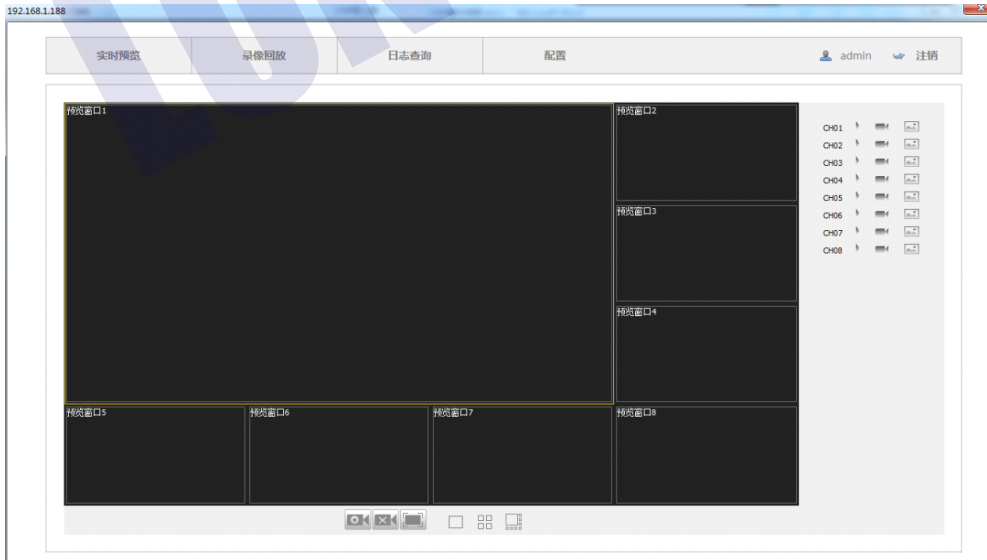 192.168.1.188
实时预览 录像回放 日志查询 配置 admin 注销
预览窗口1 预览窗口2
预览窗口3
预览窗口4
预览窗口5 预览窗口6 预览窗口7 预览窗口8
CH01
CH02
CH03
CH04
CH05
CH06
CH07
CH08